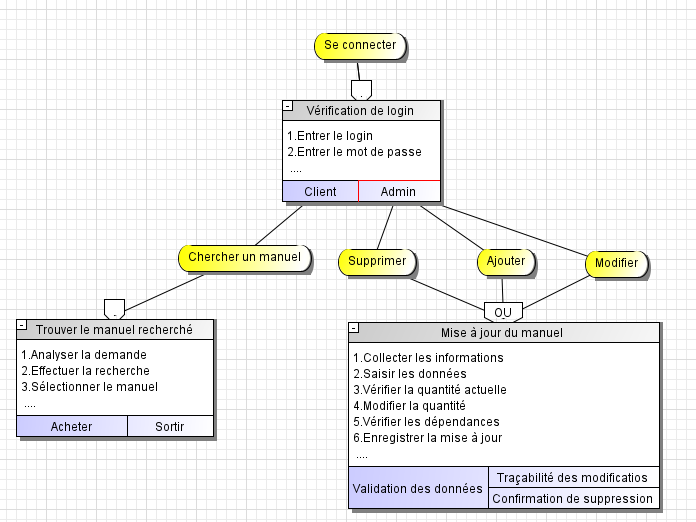 Se connecter
Vérification de login
1.Entrer le login
2.Entrer le mot de passe
....
Client
Admin
Chercher un manuel
Supprimer
Ajouter
Modifier
OU
Trouver le manuel recherché
1.Analyser la demande
2.Effectuer la recherche
3.Sélectionner le manuel
....
Acheter
Sortir
Mise à jour du manuel
1.Collecter les informations
2.Saisir les données
3.Vérifier la quantité actuelle
4.Modifier la quantité
5.Vérifier les dépendances
6.Enregistrer la mise à jour
....
Validation des données
Traçabilité des modificatios
Confirmation de suppression